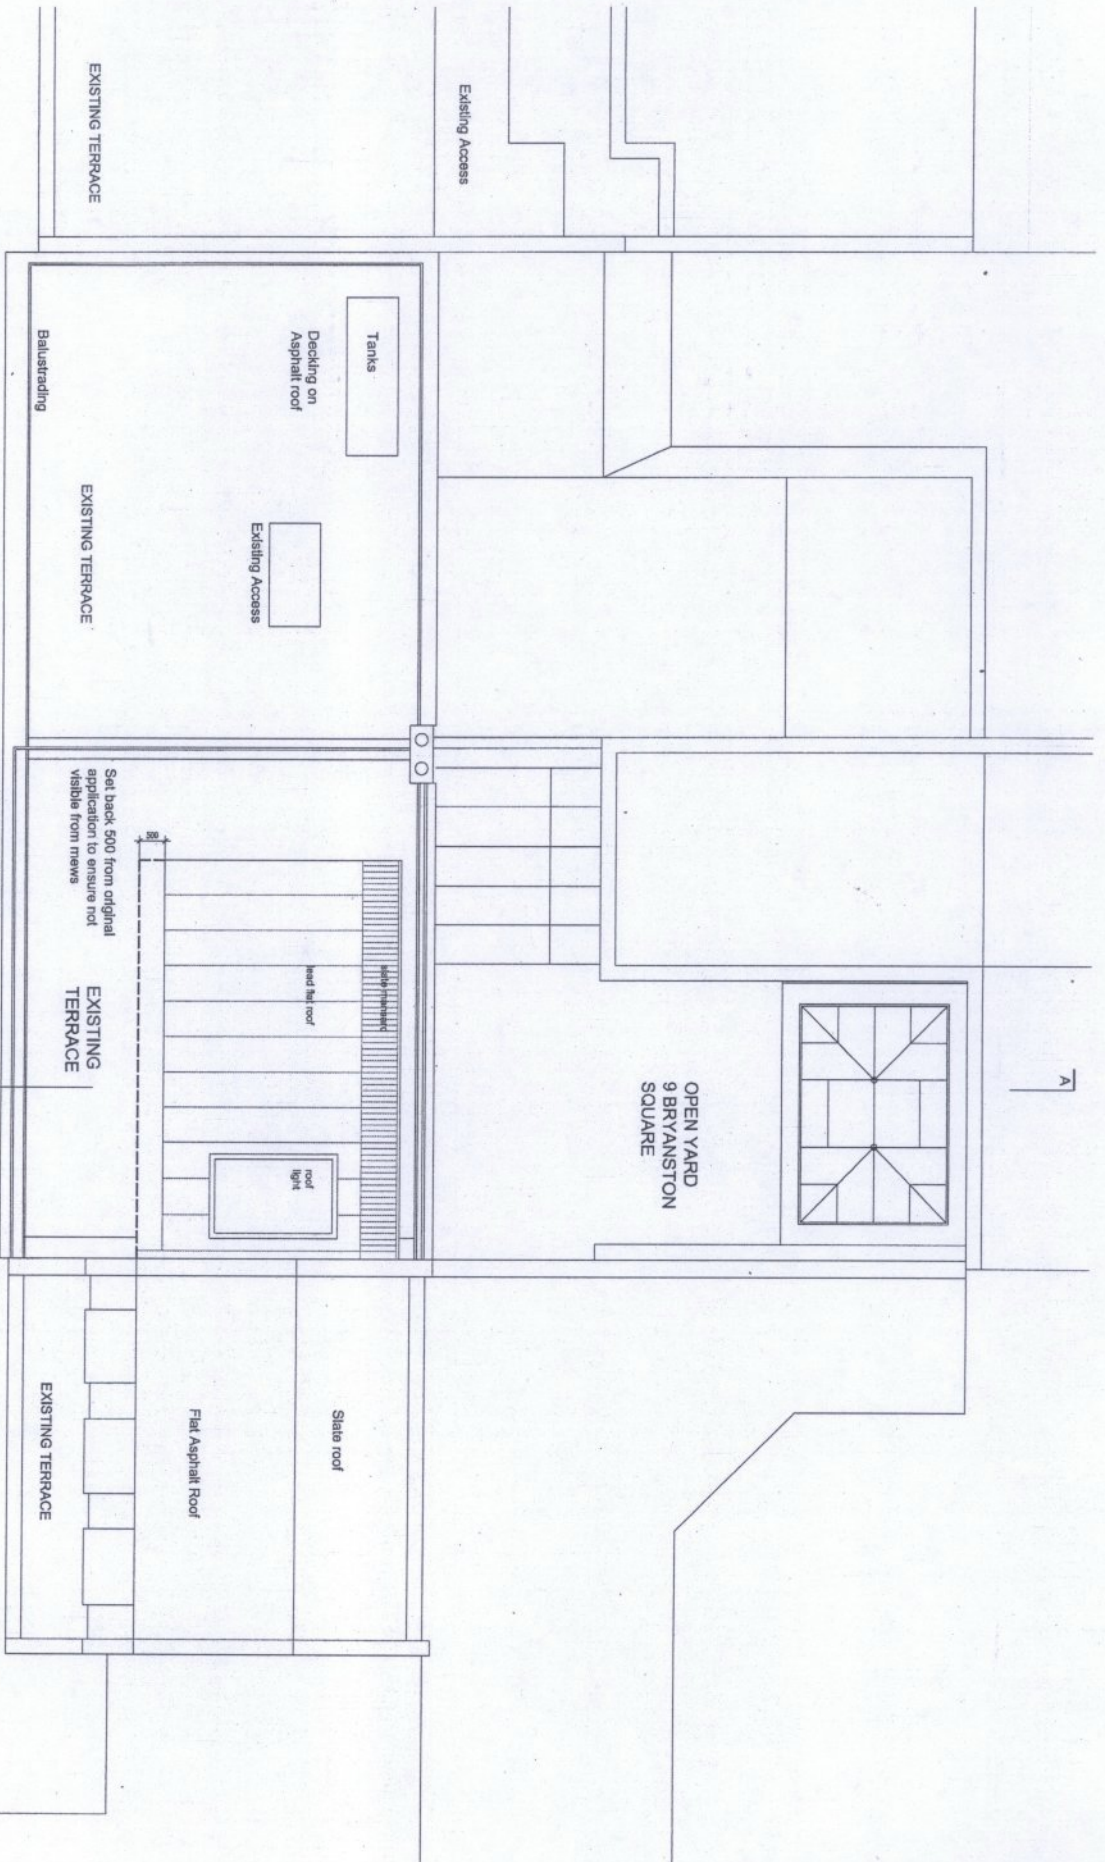 EXISTING TERRACE
Existing Access
Tanks
Decking on
Asphalt roof
Balustrading
EXISTING TERRACE
Existing Access
Set back 500 from original
application to ensure not
visible from mews
500
EXISTING
TERRACE
slate mansard
lead flat roof
roof
light
OPEN YARD
9 BRYANSTON
SQUARE
A
Slate roof
Flat Asphalt Roof
EXISTING TERRACE